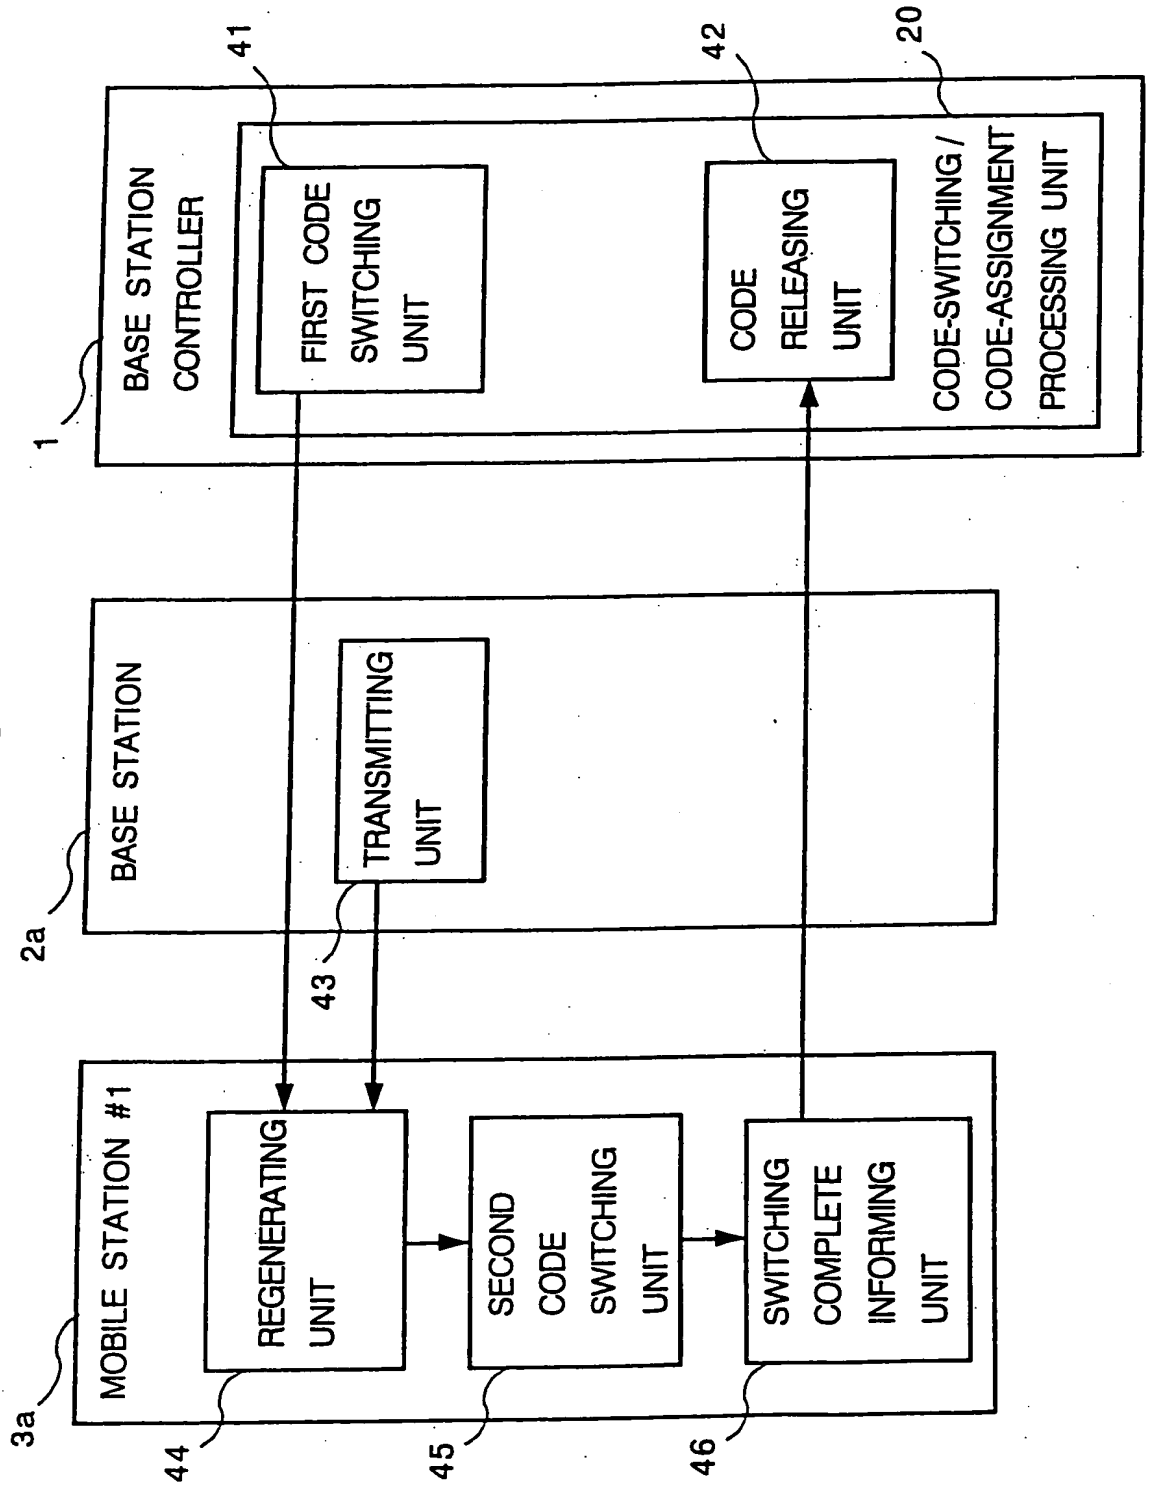 3a
MOBILE STATION #1
44
REGENERATING
UNIT
45
SECOND
CODE
SWITCHING
UNIT
46
SWITCHING
COMPLETE
INFORMING
UNIT
2a
BASE STATION
43
TRANSMITTING
UNIT
1
BASE STATION
CONTROLLER
41
FIRST CODE
SWITCHING
UNIT
42
CODE
RELEASING
UNIT
20
CODE-SWITCHING /
CODE-ASSIGNMENT
PROCESSING UNIT